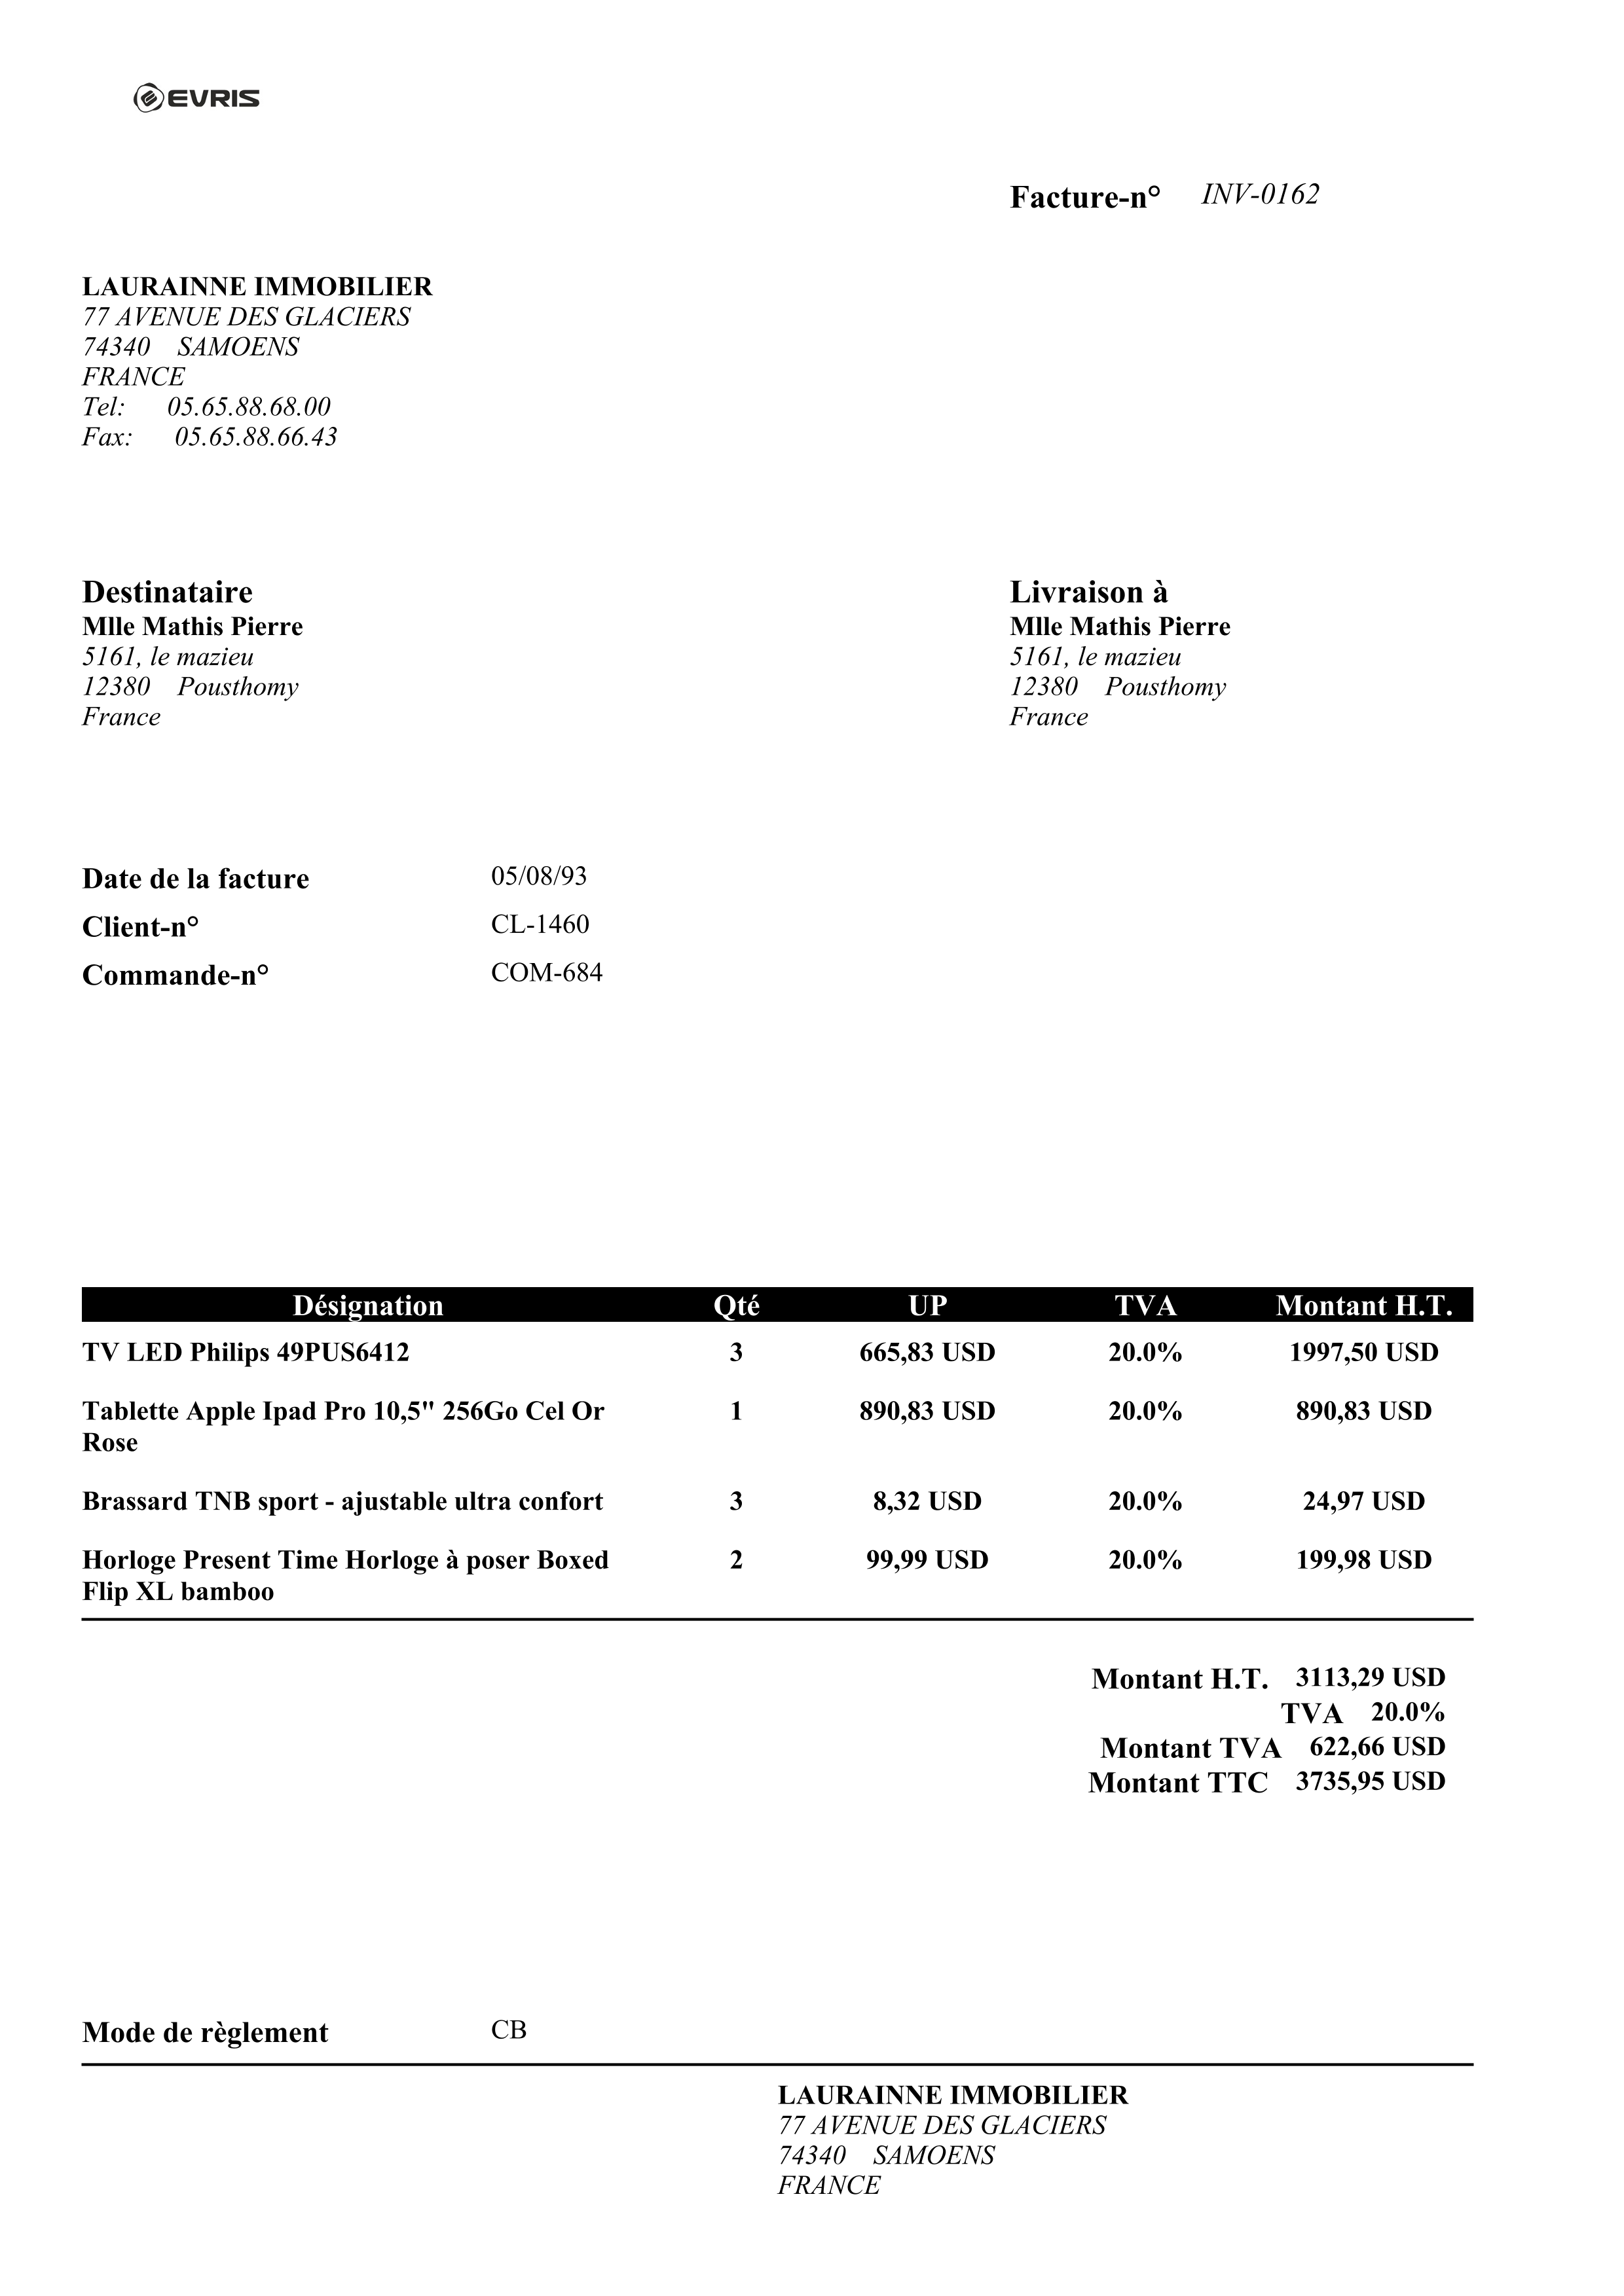 EVRIS
Facture-n° INV-0162
LAURAINNE IMMOBILIER
77 AVENUE DES GLACIERS
74340 SAMOENS
FRANCE
Tel: 05.65.88.68.00
Fax: 05.65.88.66.43
Destinataire
Mlle Mathis Pierre
5161, le mazieu
12380 Pousthomy
France
Livraison à
Mlle Mathis Pierre
5161, le mazieu
12380 Pousthomy
France
Date de la facture 05/08/93
Client-n° CL-1460
Commande-n° COM-684
Désignation Qté UP TVA Montant H.T.
TV LED Philips 49PUS6412 3 665,83 USD 20.0% 1997,50 USD
Tablette Apple Ipad Pro 10,5" 256Go Cel Or 1 890,83 USD 20.0% 890,83 USD
Rose
Brassard TNB sport - ajustable ultra confort 3 8,32 USD 20.0% 24,97 USD
Horloge Present Time Horloge à poser Boxed 2 99,99 USD 20.0% 199,98 USD
Flip XL bamboo
Montant H.T. 3113,29 USD
TVA 20.0%
Montant TVA 622,66 USD
Montant TTC 3735,95 USD
Mode de règlement CB
LAURAINNE IMMOBILIER
77 AVENUE DES GLACIERS
74340 SAMOENS
FRANCE